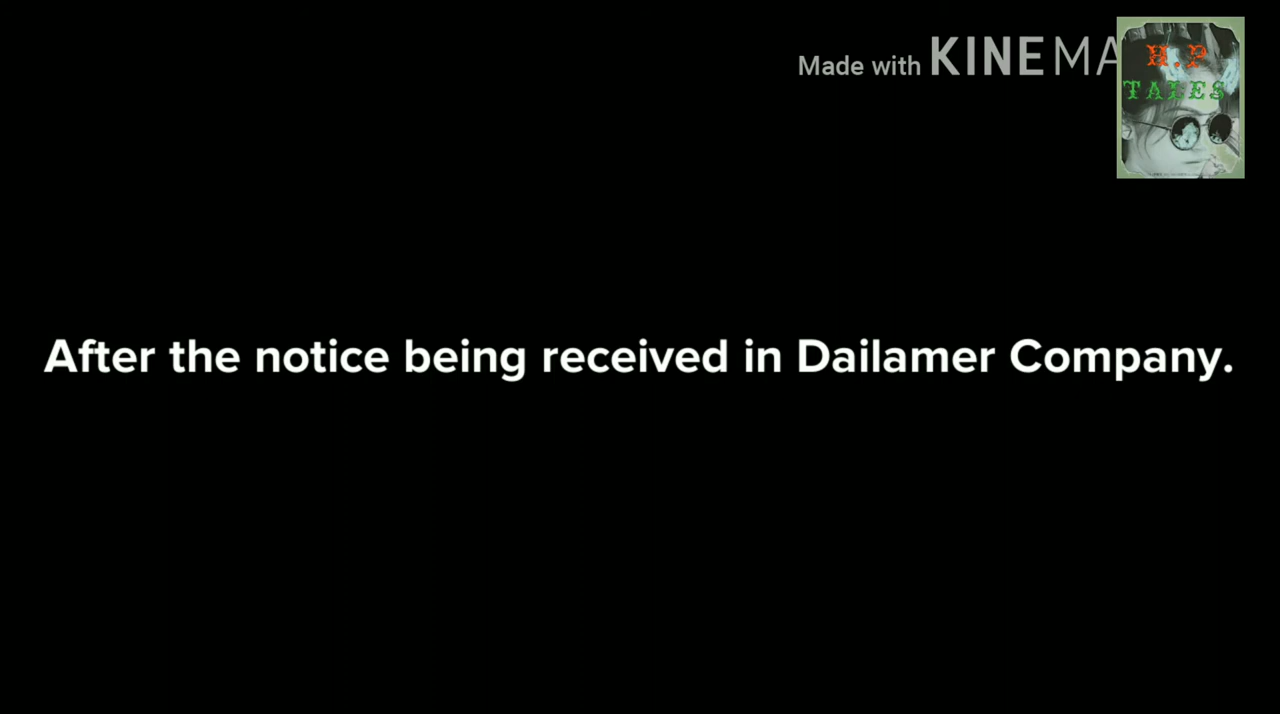 Made with KINEMA
H.P
TALES
After the notice being received in Dailamer Company.